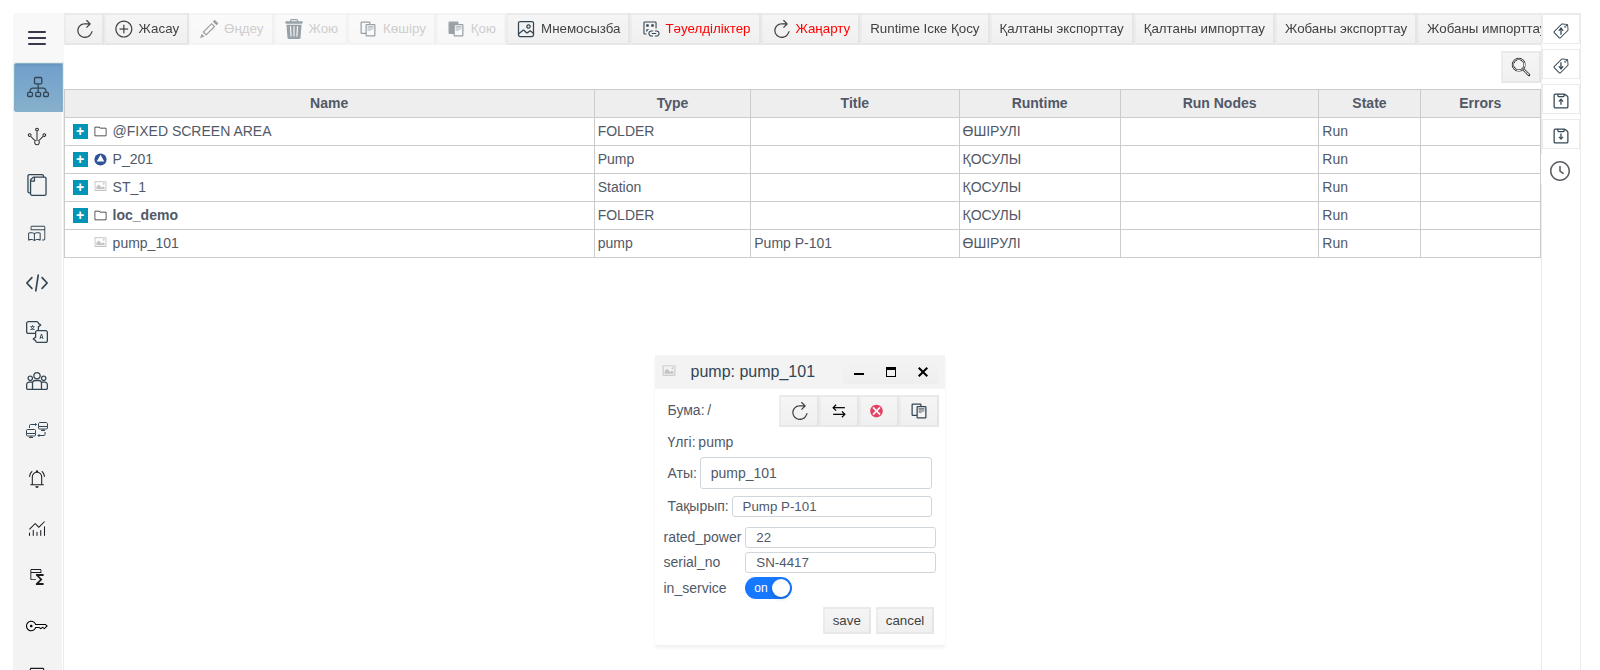 Жасау Өңдеу Жою Көшіру Қою Мнемосызба Тәуелділіктер Жаңарту Runtime Іске Қосу Қалтаны экспорттау Қалтаны импорттау Жобаны экспорттау Жобаны импорттау
Name Type Title Runtime Run Nodes State Errors
@FIXED SCREEN AREA FOLDER ӨШІРУЛІ Run
P_201 Pump ҚОСУЛЫ Run
ST_1 Station ҚОСУЛЫ Run
loc_demo FOLDER ҚОСУЛЫ Run
pump_101 pump Pump P-101 ӨШІРУЛІ Run
pump: pump_101
Бума: /
Үлгі: pump
Аты: pump_101
Тақырып: Pump P-101
rated_power 22
serial_no SN-4417
in_service on
save cancel